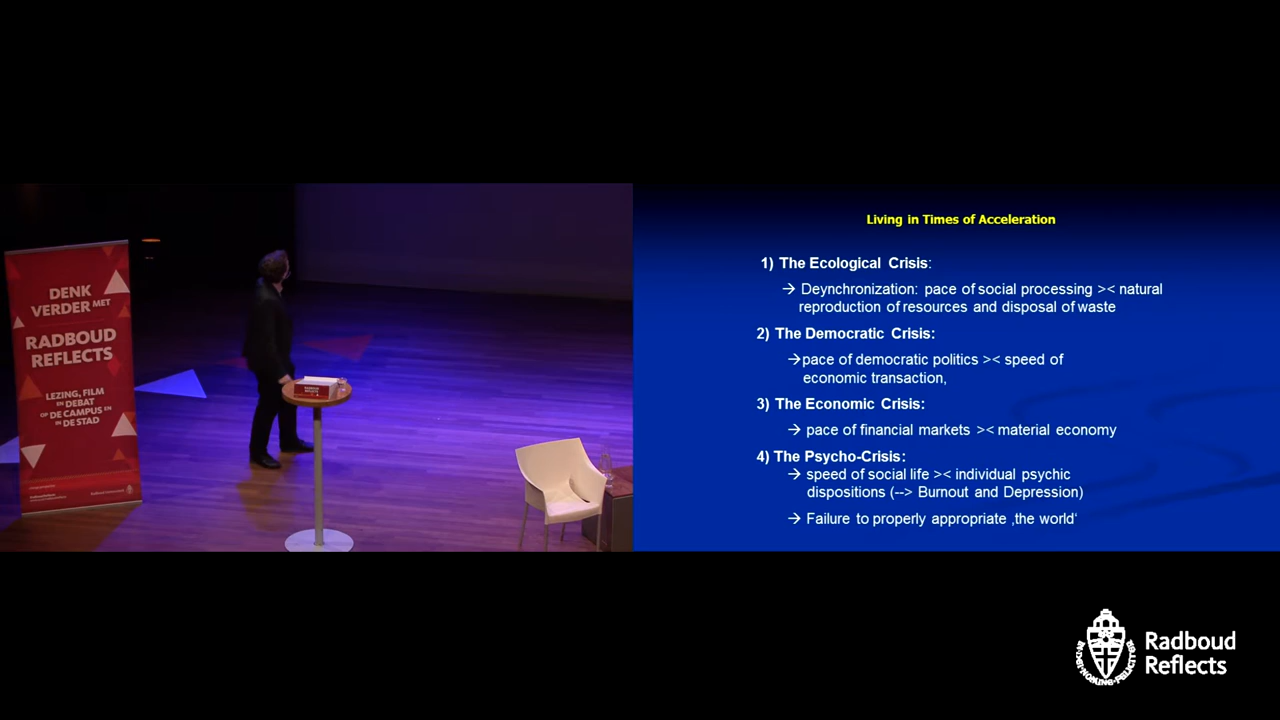 DENK
VERDER MET
RADBOUD
REFLECTS
LEZING, FILM
EN DEBAT
OP DE CAMPUS EN
IN DE STAD
Living in Times of Acceleration
1) The Ecological Crisis:
→ Deynchronization: pace of social processing >< natural
reproduction of resources and disposal of waste
2) The Democratic Crisis:
→pace of democratic politics >< speed of
economic transaction,
3) The Economic Crisis:
→ pace of financial markets >< material economy
4) The Psycho-Crisis:
→ speed of social life >< individual psychic
dispositions (--> Burnout and Depression)
→ Failure to properly appropriate ‚the world‘
Radboud
Reflects